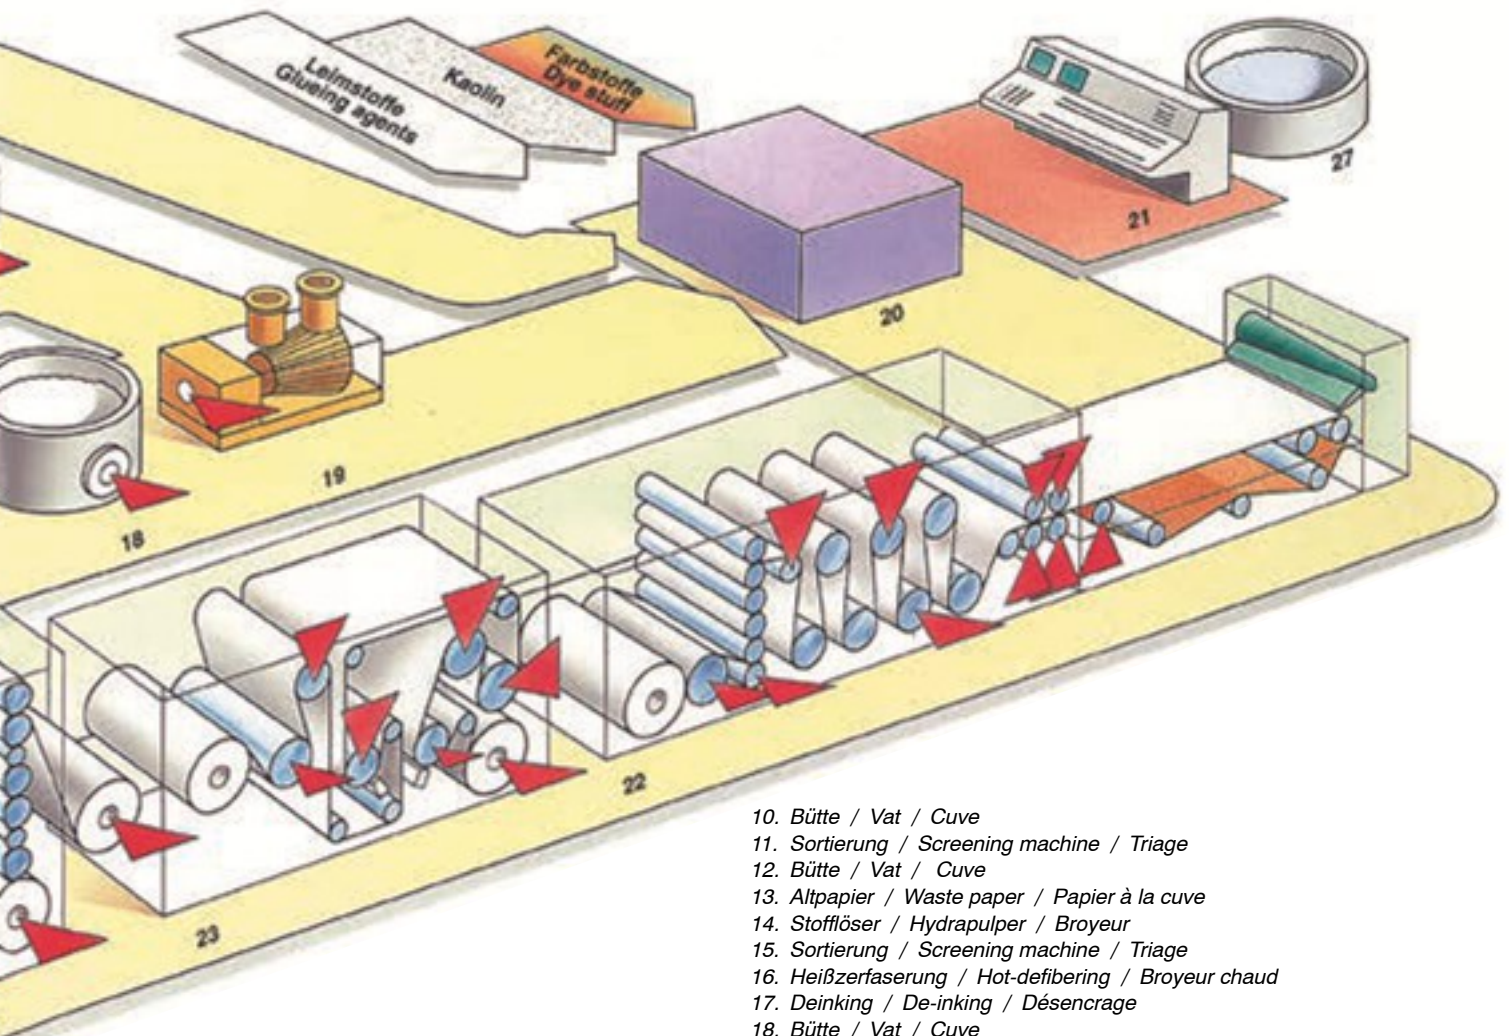 Leimstoffe
Glueing agents
Kaolin
Farbstoffe
Dye stuff
27
21
20
19
18
22
23
10. Bütte / Vat / Cuve
11. Sortierung / Screening machine / Triage
12. Bütte / Vat / Cuve
13. Altpapier / Waste paper / Papier à la cuve
14. Stofflöser / Hydrapulper / Broyeur
15. Sortierung / Screening machine / Triage
16. Heißzerfaserung / Hot-defibering / Broyeur chaud
17. Deinking / De-inking / Désencrage
18. Bütte / Vat / Cuve